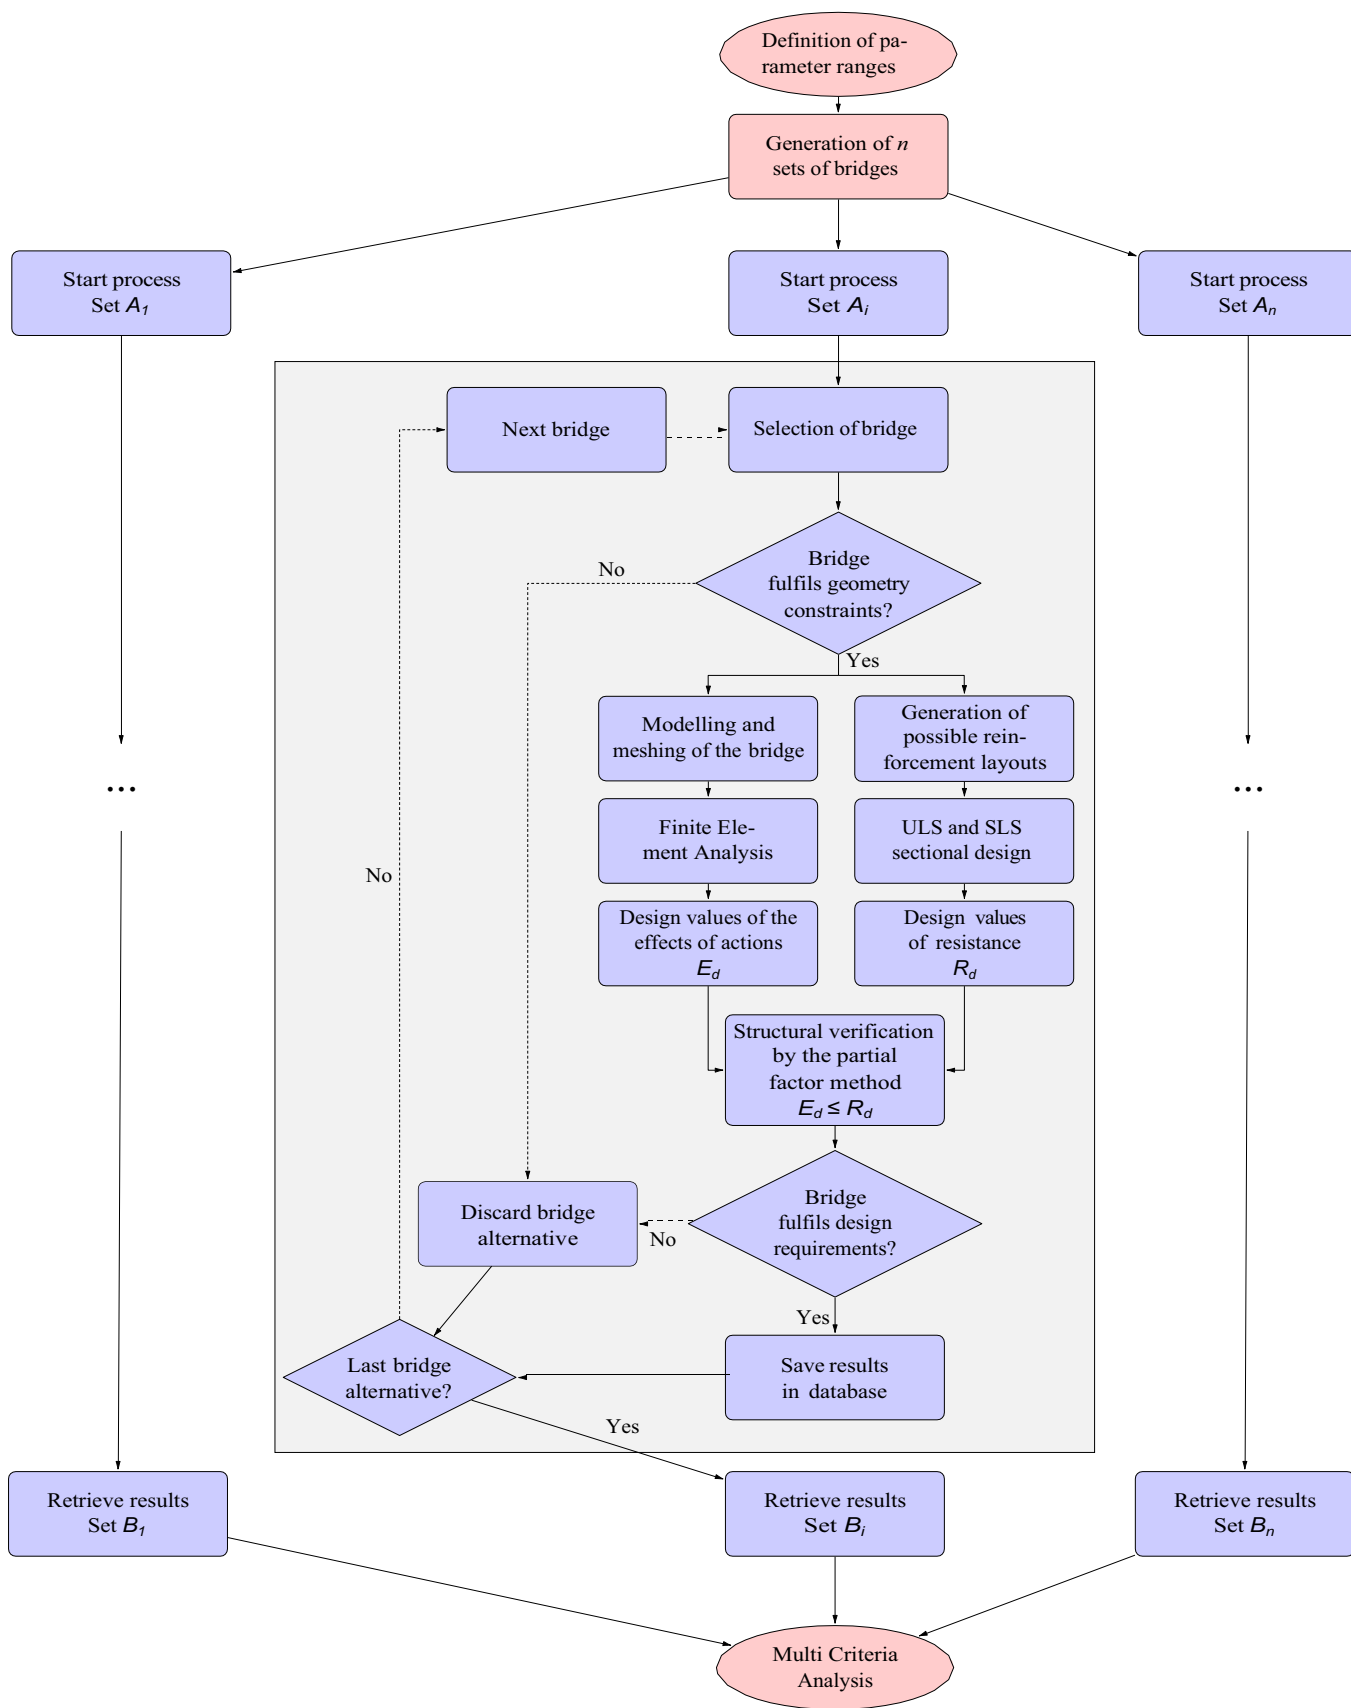 Definition of pa-
rameter ranges
Generation of n
sets of bridges
Start process
Set A1
Start process
Set Ai
Start process
Set An
Next bridge
Selection of bridge
Bridge
fulfils geometry
constraints?
No
Yes
Modelling and
meshing of the bridge
Generation of
possible rein-
forcement layouts
...
...
Finite Ele-
ment Analysis
ULS and SLS
sectional design
No
Design values of the
effects of actions
Ed
Design values
of resistance
Rd
Structural verification
by the partial
factor method
Ed ≤ Rd
Discard bridge
alternative
No
Bridge
fulfils design
requirements?
Yes
Last bridge
alternative?
Save results
in database
Yes
Retrieve results
Set B1
Retrieve results
Set Bi
Retrieve results
Set Bn
Multi Criteria
Analysis